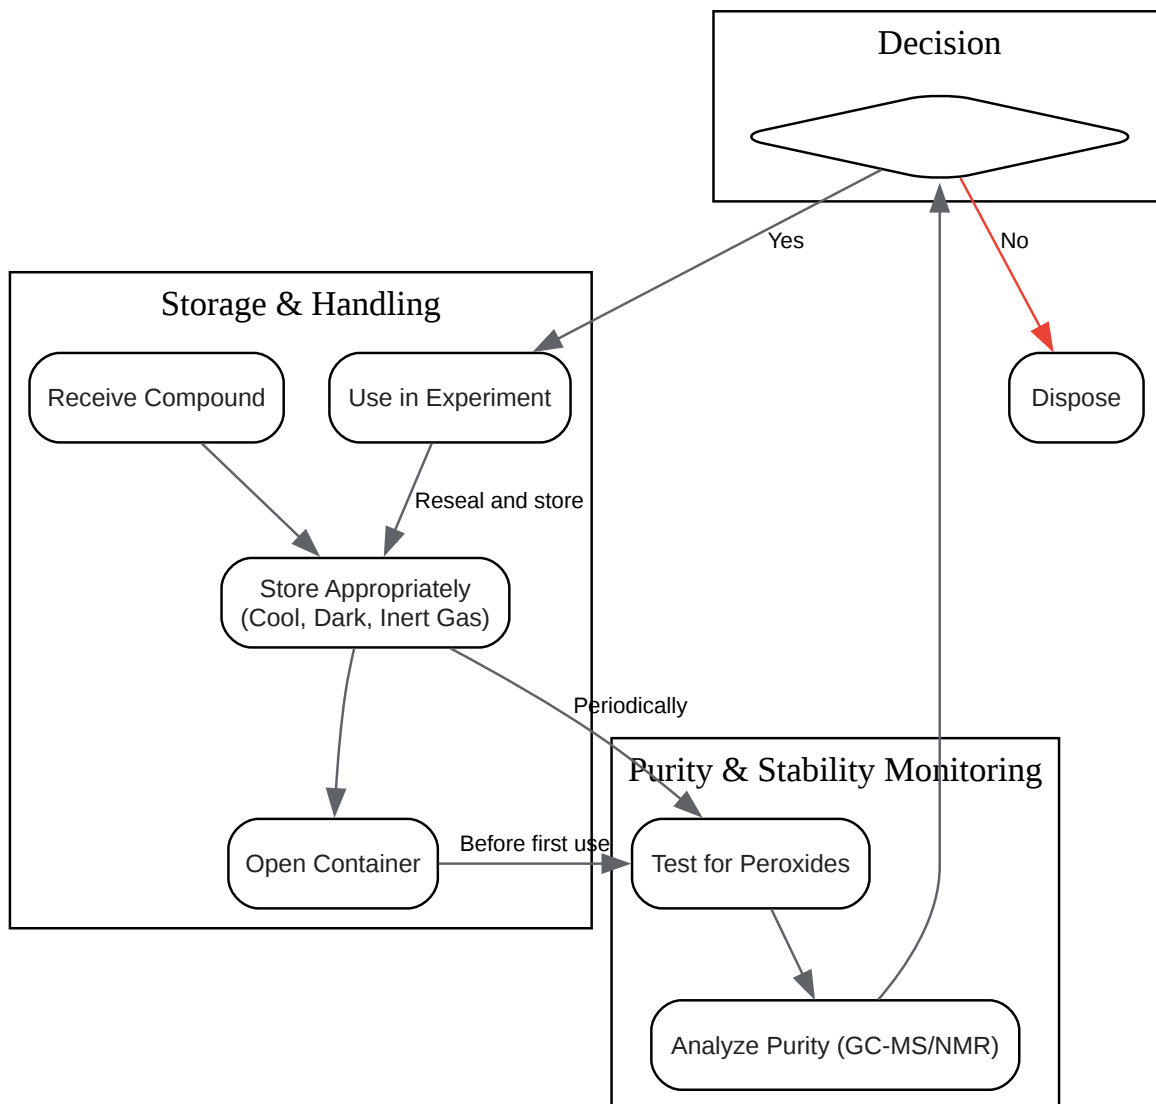 Decision
Yes
No
Storage & Handling
Receive Compound
Use in Experiment
Dispose
Reseal and store
Store Appropriately
(Cool, Dark, Inert Gas)
Periodically
Purity & Stability Monitoring
Before first use
Open Container
Test for Peroxides
Analyze Purity (GC-MS/NMR)